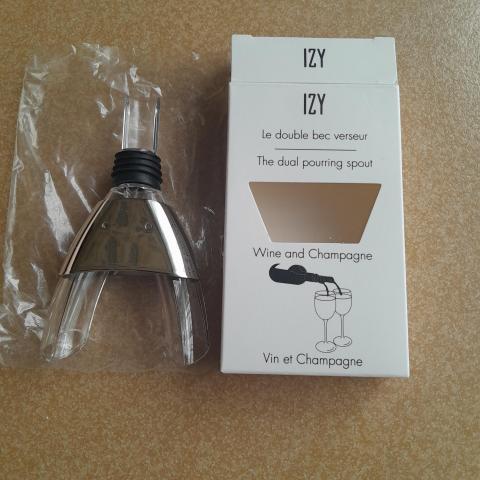 IZY
IZY
Le double bec verseur
The dual pourring spout
Wine and Champagne
Vin et Champagne